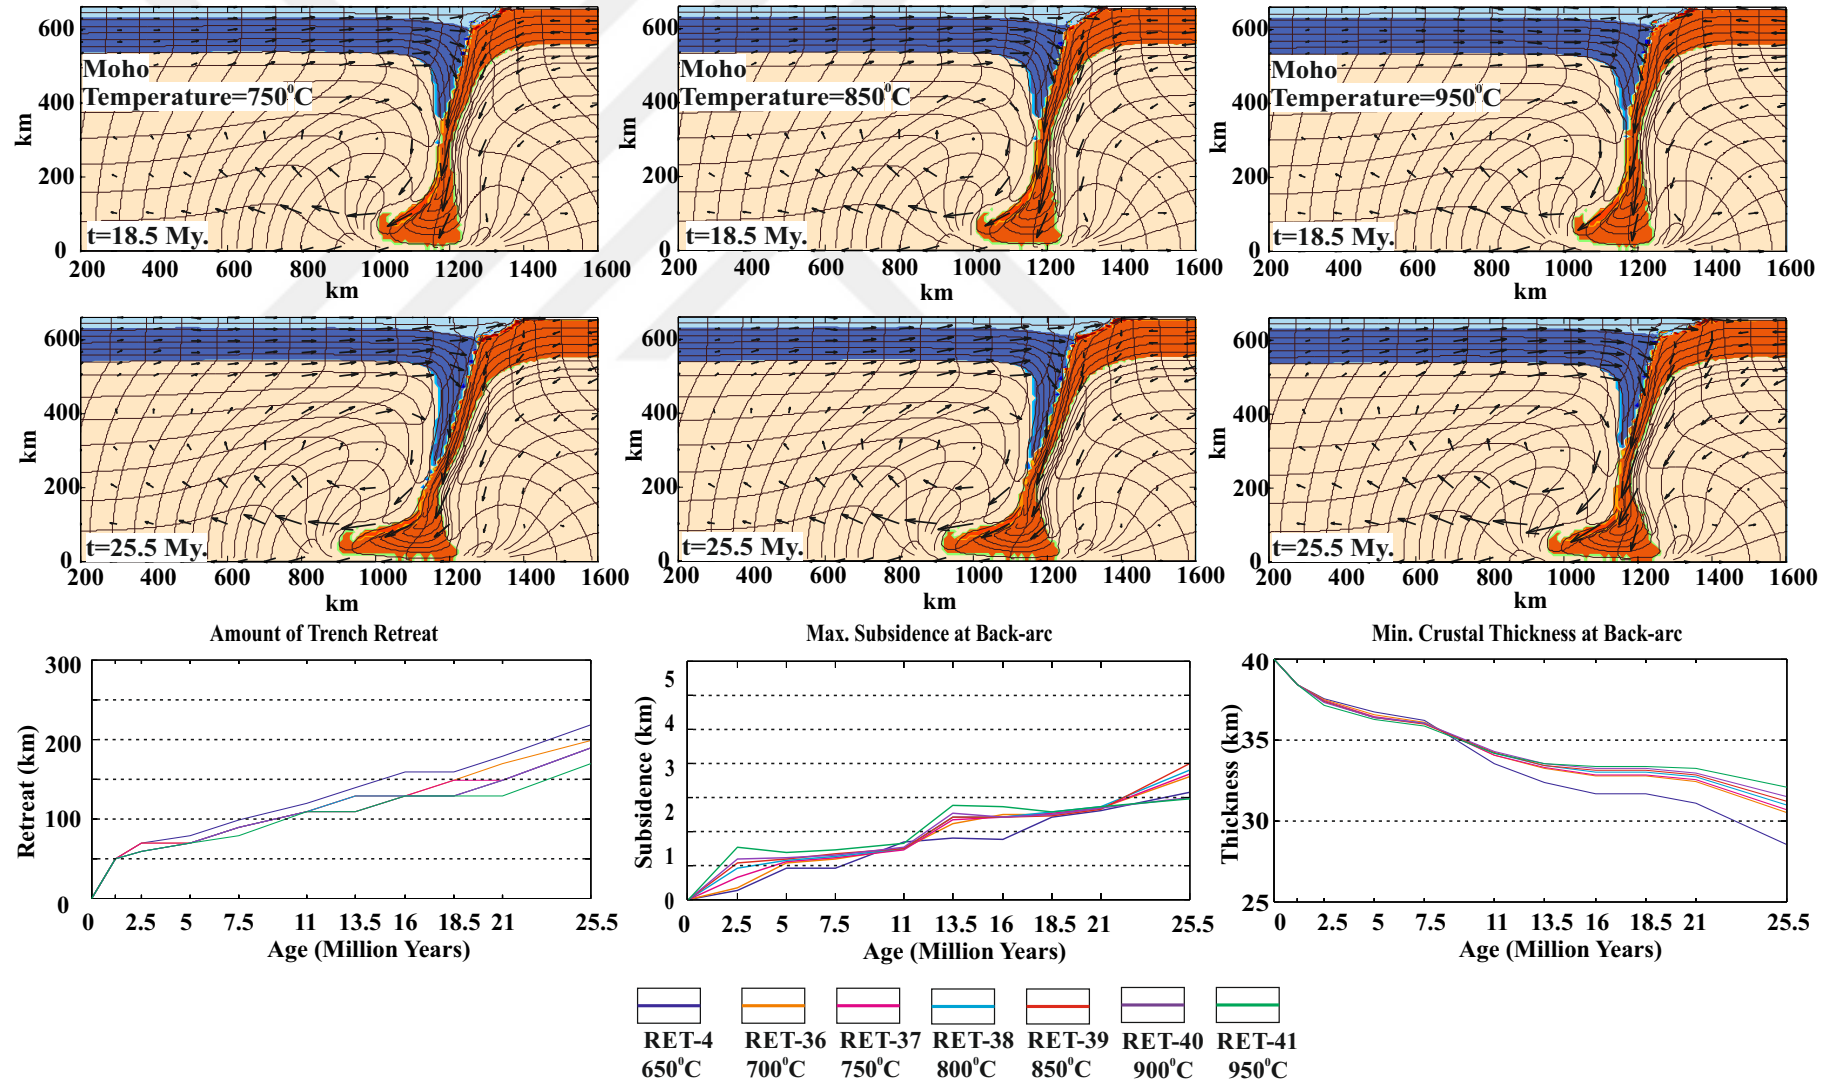 600
400
200
0
km
Moho
Temperature=750⁰C
t=18.5 My.
200 400 600 800 1000 1200 1400 1600
km
600
400
200
0
km
Moho
Temperature=850⁰C
t=18.5 My.
200 400 600 800 1000 1200 1400 1600
km
600
400
200
0
km
Moho
Temperature=950⁰C
t=18.5 My.
200 400 600 800 1000 1200 1400 1600
km
600
400
200
0
km
t=25.5 My.
200 400 600 800 1000 1200 1400 1600
km
600
400
200
0
km
t=25.5 My.
200 400 600 800 1000 1200 1400 1600
km
600
400
200
0
km
t=25.5 My.
200 400 600 800 1000 1200 1400 1600
km
Amount of Trench Retreat
300
200
100
0
Retreat (km)
0 2.5 5 7.5 11 13.5 16 18.5 21 25.5
Age (Million Years)
Max. Subsidence at Back-arc
5
4
3
2
1
0
Subsidence (km)
0 2.5 5 7.5 11 13.5 16 18.5 21 25.5
Age (Million Years)
Min. Crustal Thickness at Back-arc
40
35
30
25
Thickness (km)
0 2.5 5 7.5 11 13.5 16 18.5 21 25.5
Age (Million Years)
RET-4 RET-36 RET-37 RET-38 RET-39 RET-40 RET-41
650⁰C 700⁰C 750⁰C 800⁰C 850⁰C 900⁰C 950⁰C